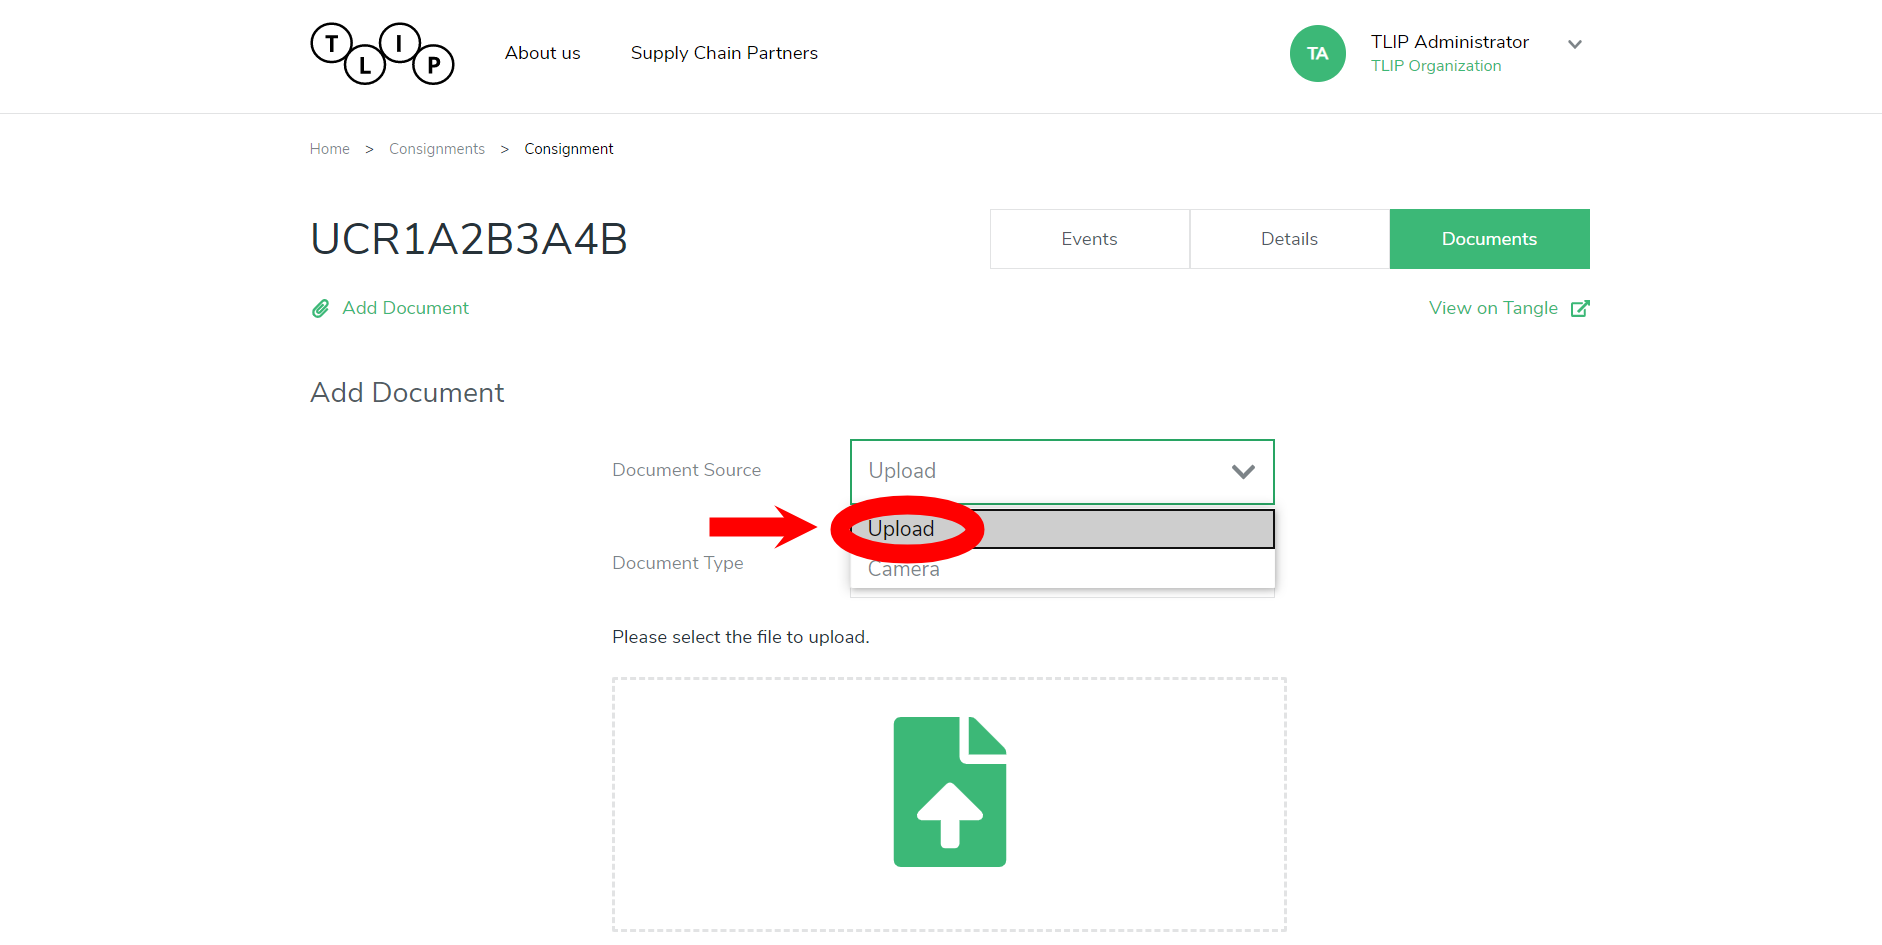 TLIP
About us
Supply Chain Partners
TA
TLIP Administrator
TLIP Organization
Home > Consignments > Consignment
UCR1A2B3A4B
Events
Details
Documents
Add Document
View on Tangle
Add Document
Document Source
Upload
Upload
Camera
Document Type
Please select the file to upload.